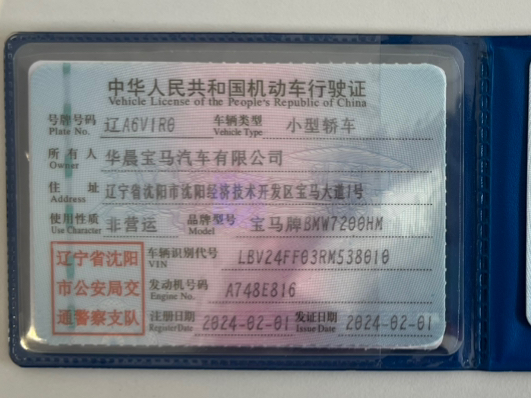 中华人民共和国机动车行驶证
Vehicle License of the People's Republic of China
号牌号码 Plate No. 辽A6V1R0 车辆类型 Vehicle Type 小型轿车
所有人 Owner 华晨宝马汽车有限公司
住址 Address 辽宁省沈阳市沈阳经济技术开发区宝马大道1号
使用性质 Use Character 非营运 品牌型号 Model 宝马牌BMW7200HM
辽宁省沈阳
市公安局交
通警察支队
车辆识别代号 VIN LBV24FF03RM538010
发动机号码 Engine No. A748E816
注册日期 Register Date 2024-02-01 发证日期 Issue Date 2024-02-01